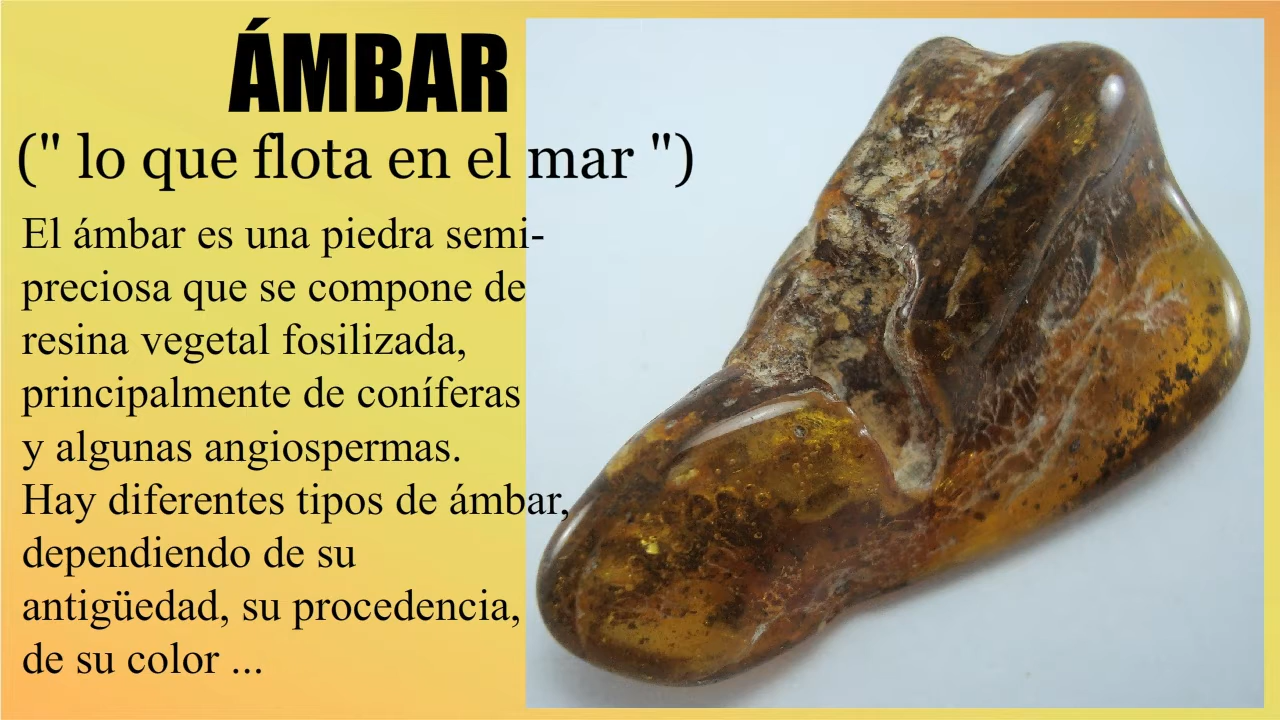 ÁMBAR
(" lo que flota en el mar ")
El ámbar es una piedra semi-
preciosa que se compone de
resina vegetal fosilizada,
principalmente de coníferas
y algunas angiospermas.
Hay diferentes tipos de ámbar,
dependiendo de su
antigüedad, su procedencia,
de su color ...